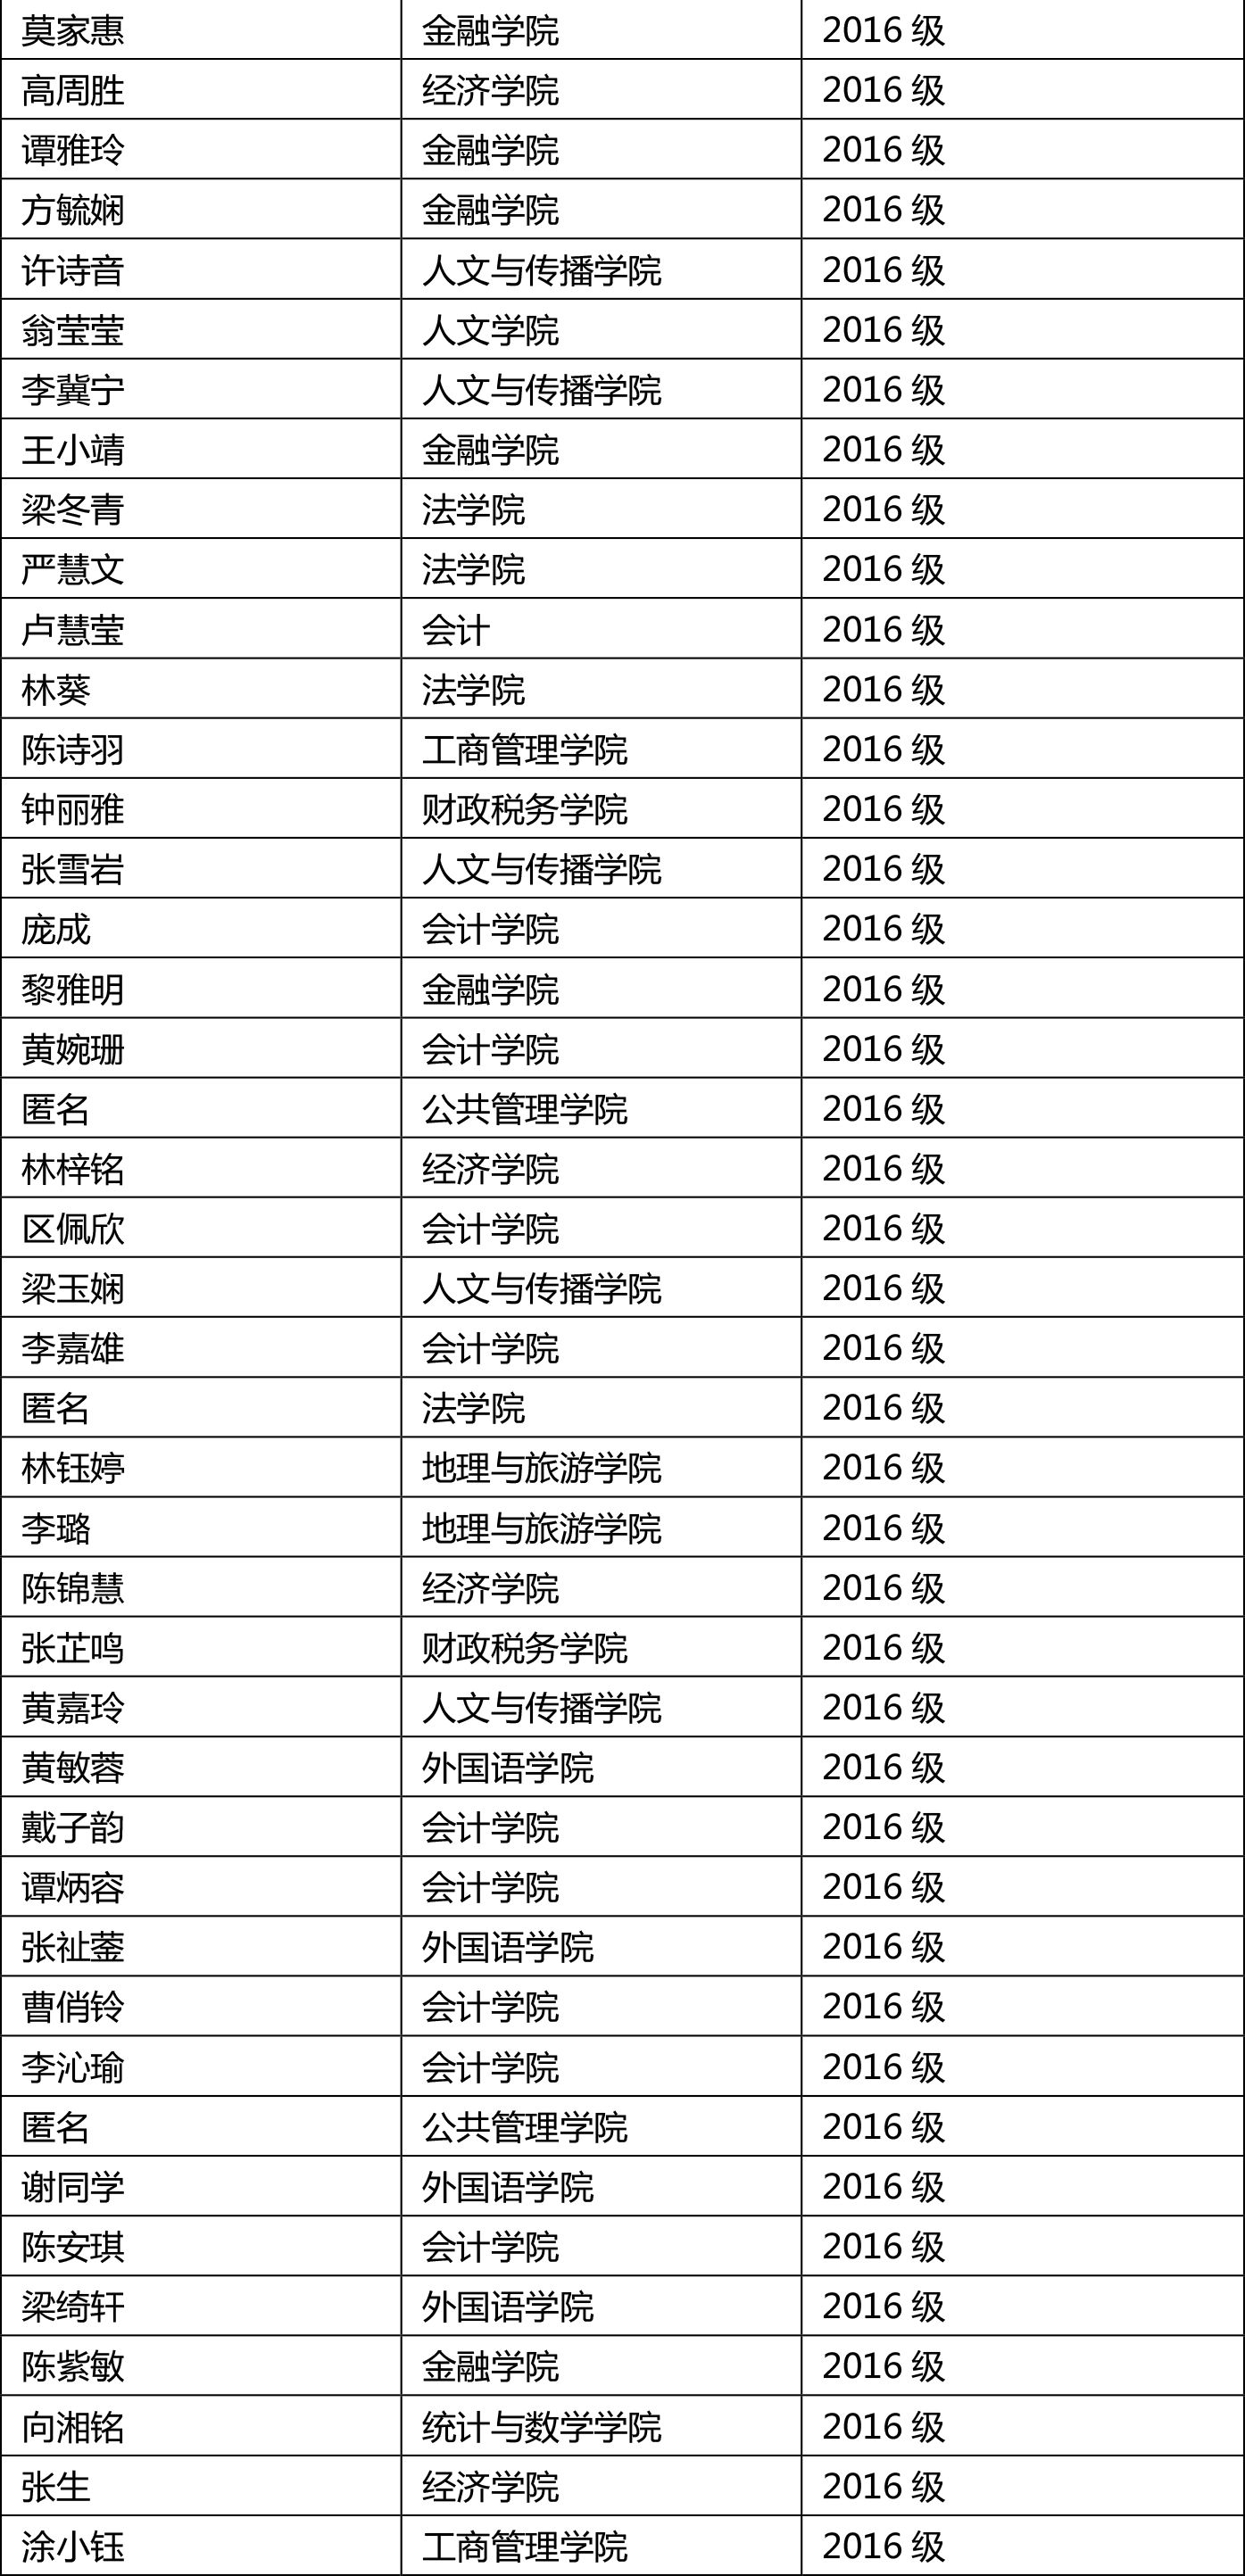 莫家惠 金融学院 2016 级
高周胜 经济学院 2016 级
谭雅玲 金融学院 2016 级
方毓娴 金融学院 2016 级
许诗音 人文与传播学院 2016 级
翁莹莹 人文学院 2016 级
李冀宁 人文与传播学院 2016 级
王小靖 金融学院 2016 级
梁冬青 法学院 2016 级
严慧文 法学院 2016 级
卢慧莹 会计 2016 级
林葵 法学院 2016 级
陈诗羽 工商管理学院 2016 级
钟丽雅 财政税务学院 2016 级
张雪岩 人文与传播学院 2016 级
庞成 会计学院 2016 级
黎雅明 金融学院 2016 级
黄婉珊 会计学院 2016 级
匿名 公共管理学院 2016 级
林梓铭 经济学院 2016 级
区佩欣 会计学院 2016 级
梁玉娴 人文与传播学院 2016 级
李嘉雄 会计学院 2016 级
匿名 法学院 2016 级
林钰婷 地理与旅游学院 2016 级
李璐 地理与旅游学院 2016 级
陈锦慧 经济学院 2016 级
张芷鸣 财政税务学院 2016 级
黄嘉玲 人文与传播学院 2016 级
黄敏蓉 外国语学院 2016 级
戴子韵 会计学院 2016 级
谭炳容 会计学院 2016 级
张祉蓥 外国语学院 2016 级
曹俏铃 会计学院 2016 级
李沁瑜 会计学院 2016 级
匿名 公共管理学院 2016 级
谢同学 外国语学院 2016 级
陈安琪 会计学院 2016 级
梁绮轩 外国语学院 2016 级
陈紫敏 金融学院 2016 级
向湘铭 统计与数学学院 2016 级
张生 经济学院 2016 级
涂小钰 工商管理学院 2016 级